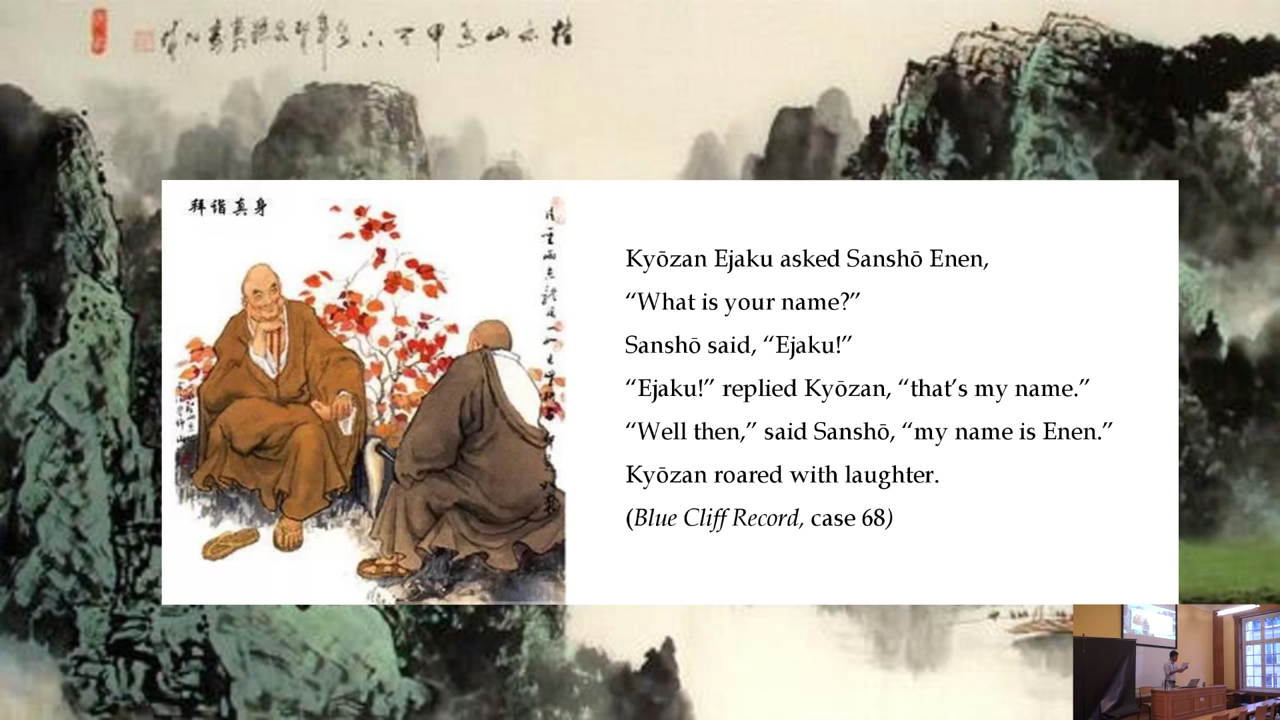 拜谐真身
Kyōzan Ejaku asked Sanshō Enen,
“What is your name?”
Sanshō said, “Ejaku!”
“Ejaku!” replied Kyōzan, “that’s my name.”
“Well then,” said Sanshō, “my name is Enen.”
Kyōzan roared with laughter.
(Blue Cliff Record, case 68)